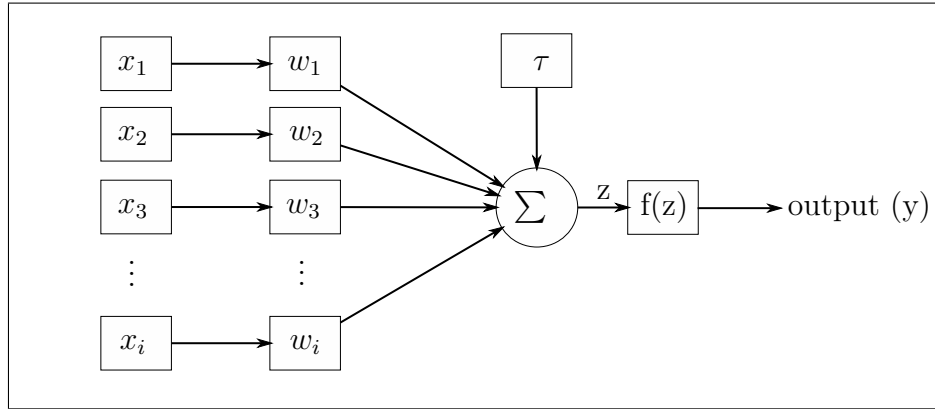 x₁ w₁ τ
x₂ w₂
x₃ w₃ Σ z f(z) output (y)
⋮ ⋮
xᵢ wᵢ